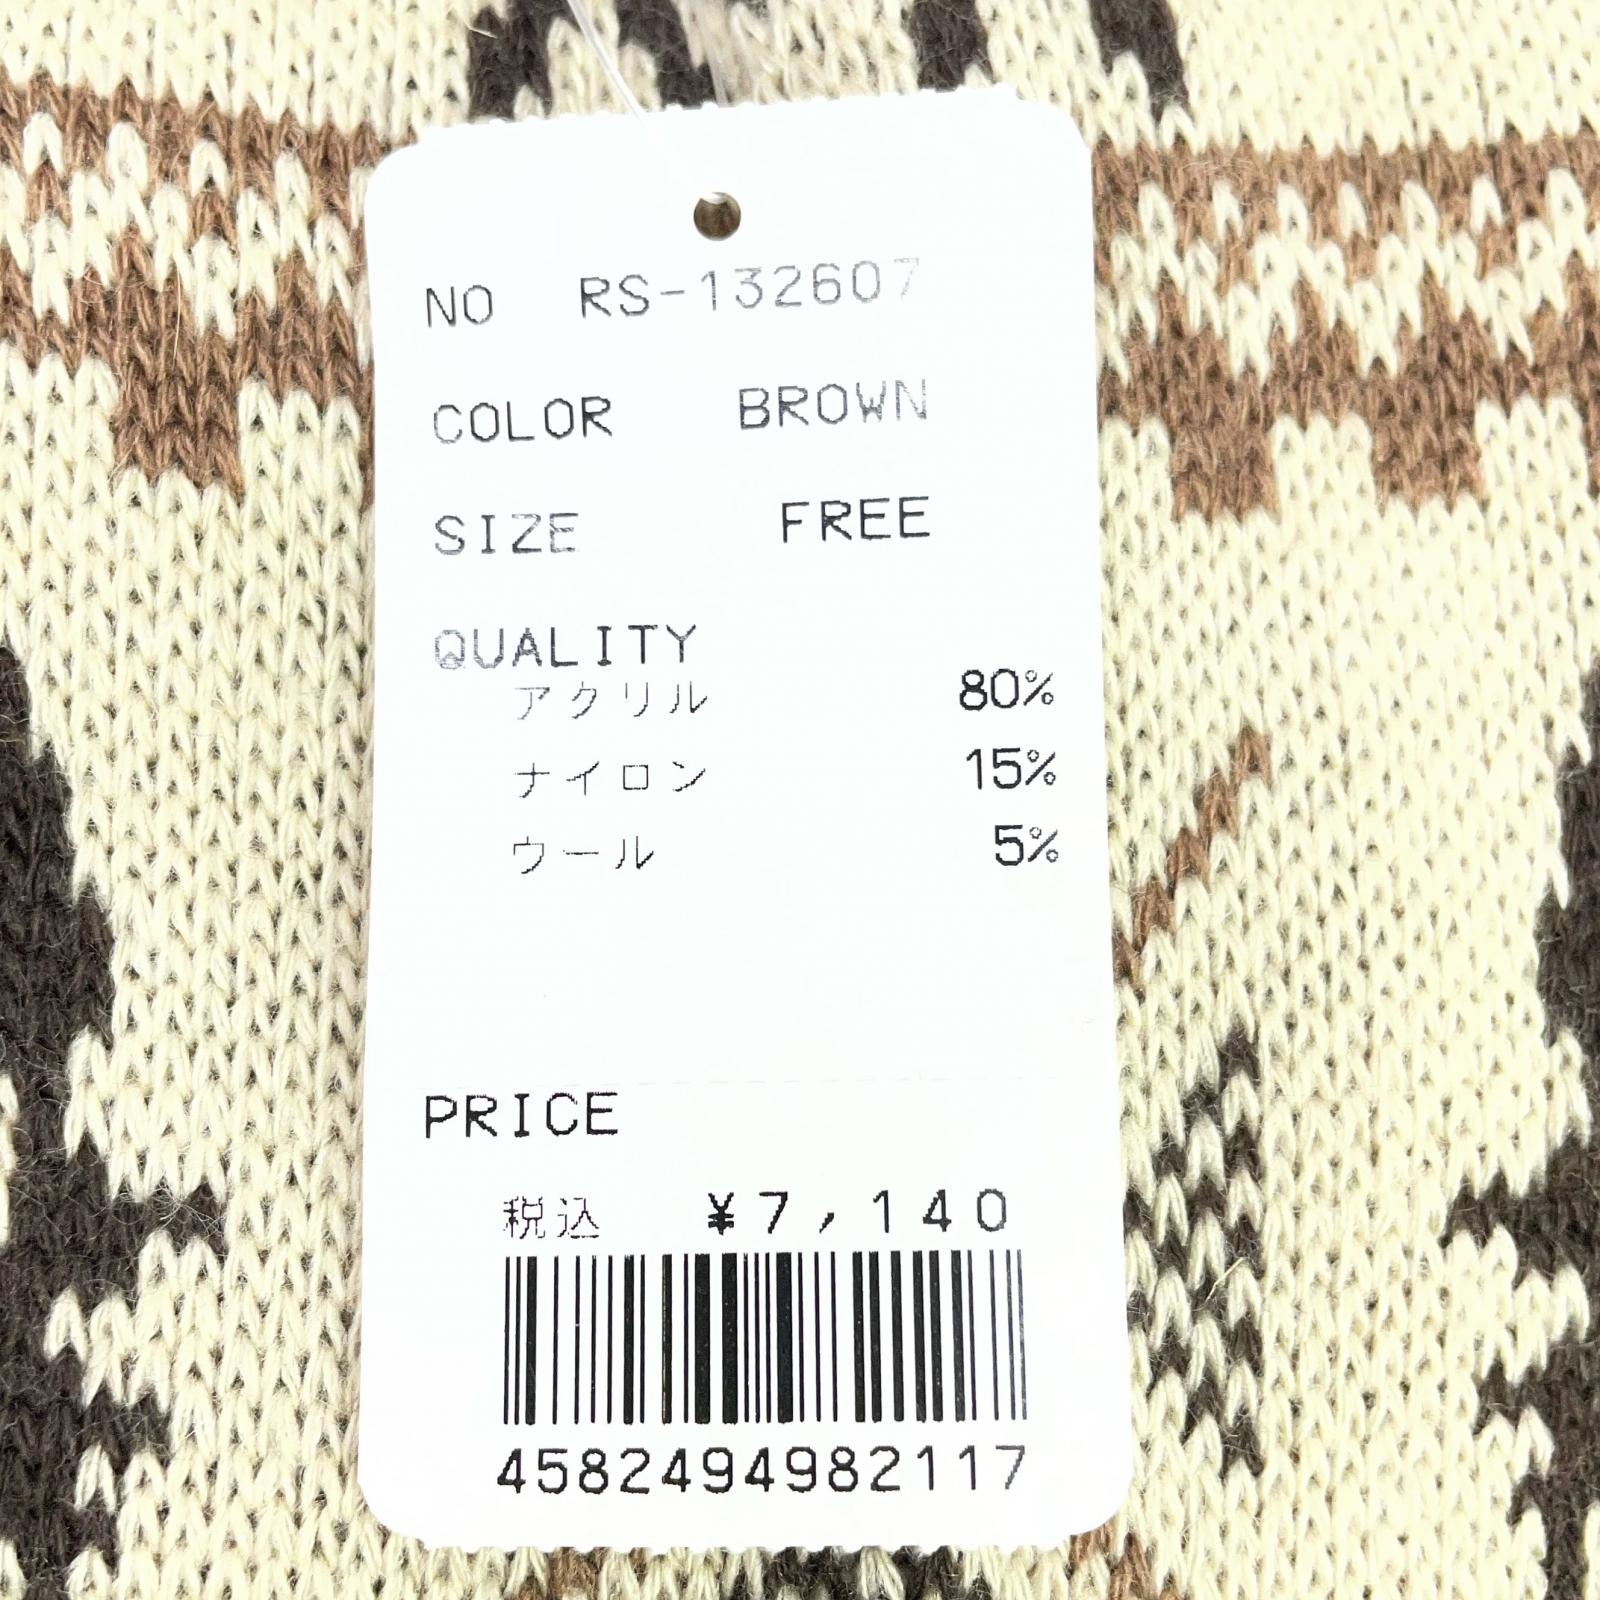 NO RS-132607
COLOR BROWN
SIZE FREE
QUALITY
アクリル 80%
ナイロン 15%
ウール 5%
PRICE
税込 ¥7,140
4582494982117